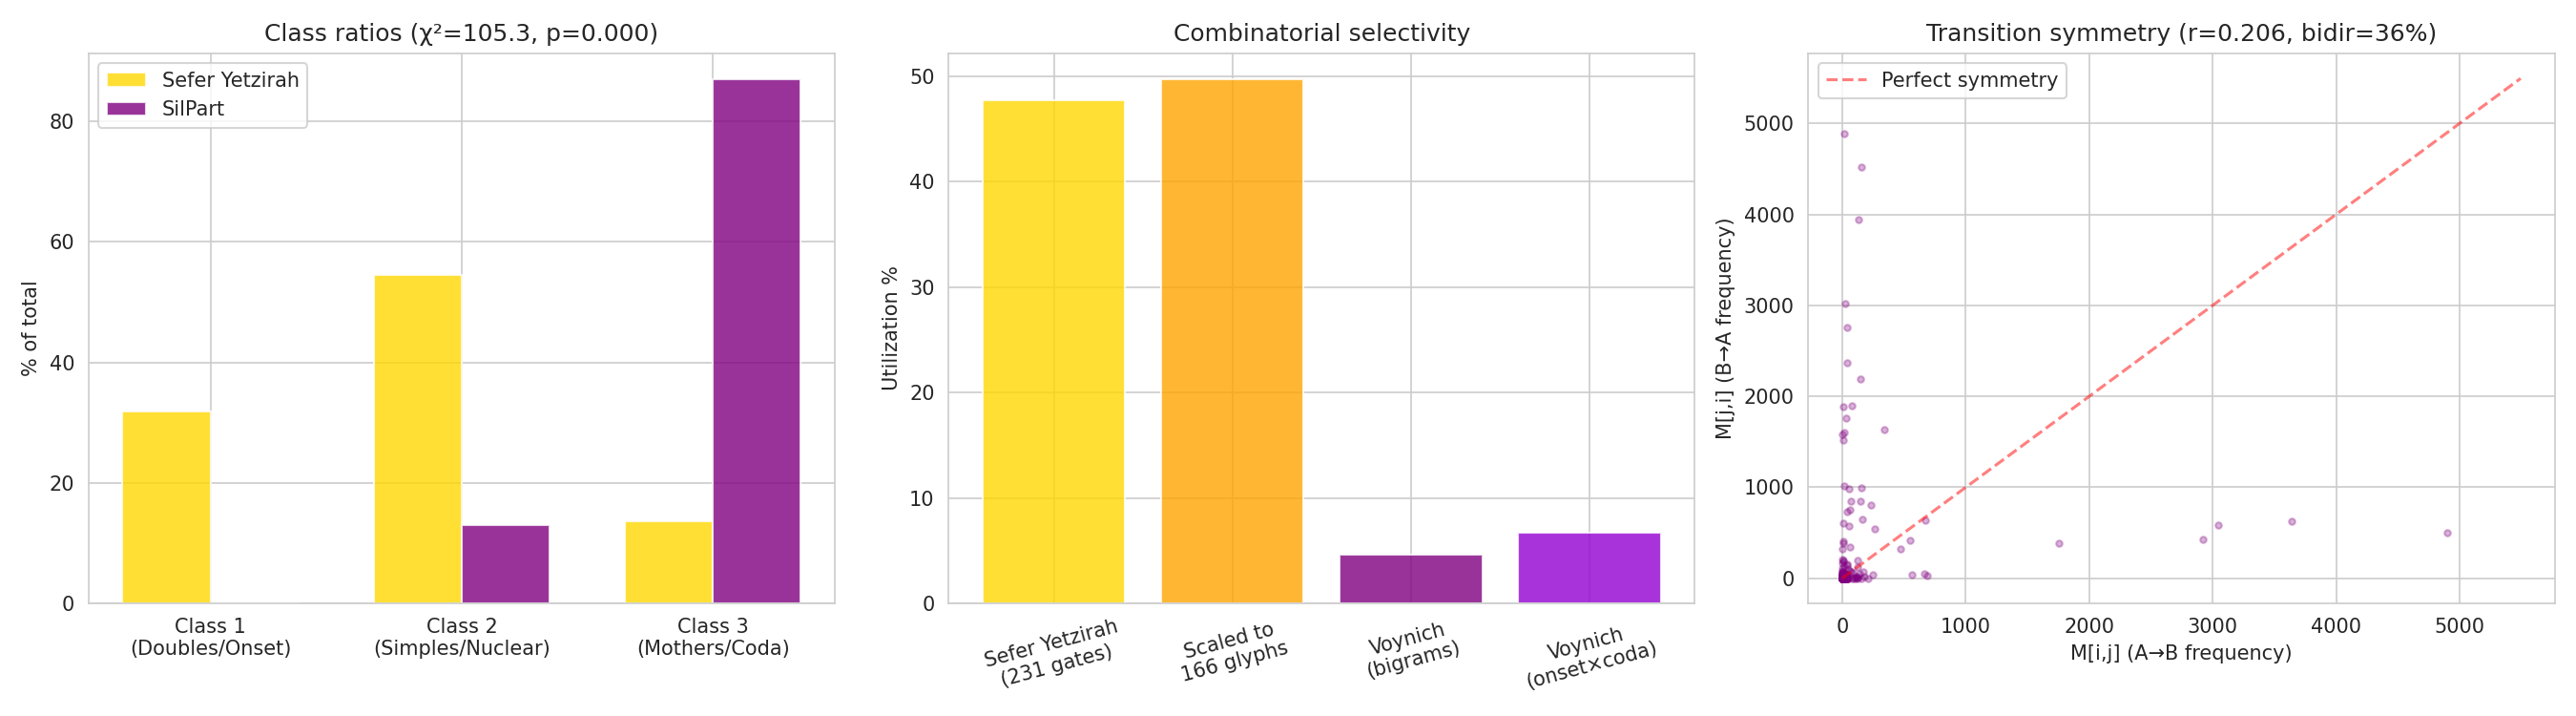 Class ratios (χ²=105.3, p=0.000)
Sefer Yetzirah
SilPart
% of total
80
60
40
20
0
Class 1
(Doubles/Onset)
Class 2
(Simples/Nuclear)
Class 3
(Mothers/Coda)
Combinatorial selectivity
Utilization %
50
40
30
20
10
0
Sefer Yetzirah
(231 gates)
Scaled to
166 glyphs
Voynich
(bigrams)
Voynich
(onset×coda)
Transition symmetry (r=0.206, bidir=36%)
Perfect symmetry
M[j,i] (B→A frequency)
5000
4000
3000
2000
1000
0
0
1000
2000
3000
4000
5000
M[i,j] (A→B frequency)